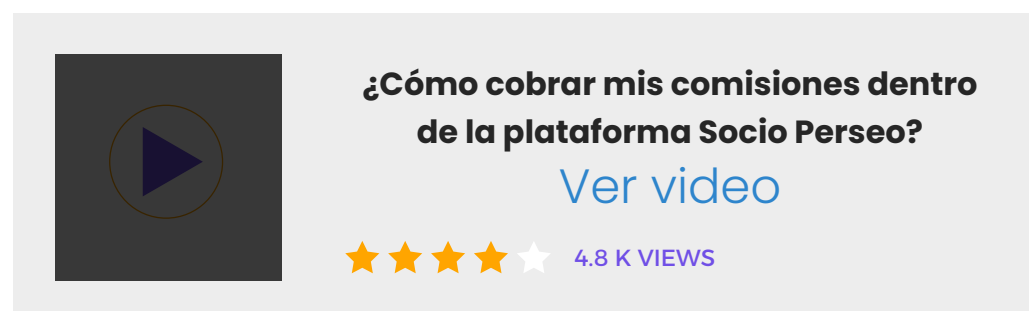 ¿Cómo cobrar mis comisiones dentro
de la plataforma Socio Perseo?
Ver video
4.8 K VIEWS